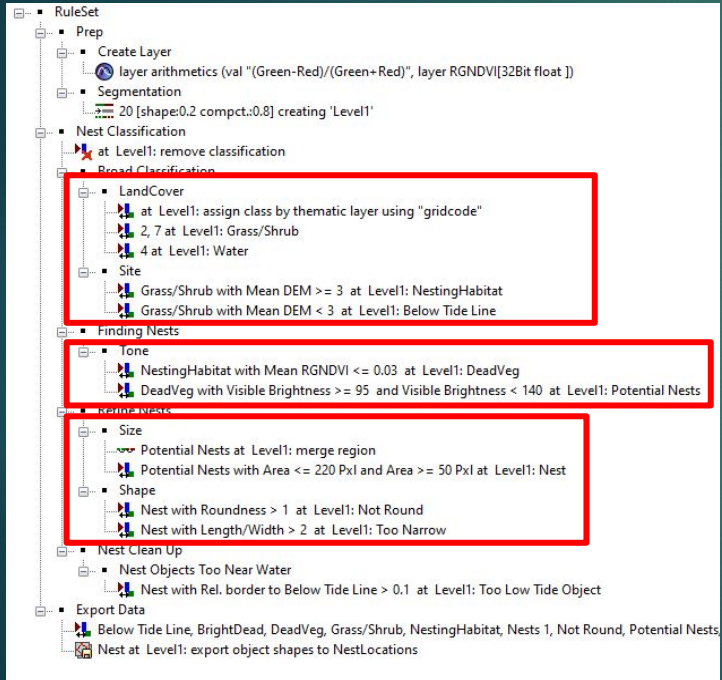 RuleSet
Prep
Create Layer
layer arithmetics (val "(Green-Red)/(Green+Red)", layer RGNDVI[32Bit float ])
Segmentation
20 [shape:0.2 compct.:0.8] creating 'Level1'
Nest Classification
at Level1: remove classification
Broad Classification
LandCover
at Level1: assign class by thematic layer using "gridcode"
2, 7 at Level1: Grass/Shrub
4 at Level1: Water
Site
Grass/Shrub with Mean DEM >= 3 at Level1: NestingHabitat
Grass/Shrub with Mean DEM < 3 at Level1: Below Tide Line
Finding Nests
Tone
NestingHabitat with Mean RGNDVI <= 0.03 at Level1: DeadVeg
DeadVeg with Visible Brightness >= 95 and Visible Brightness < 140 at Level1: Potential Nests
Refine Nests
Size
Potential Nests at Level1: merge region
Potential Nests with Area <= 220 Pxl and Area >= 50 Pxl at Level1: Nest
Shape
Nest with Roundness > 1 at Level1: Not Round
Nest with Length/Width > 2 at Level1: Too Narrow
Nest Clean Up
Nest Objects Too Near Water
Nest with Rel. border to Below Tide Line > 0.1 at Level1: Too Low Tide Object
Export Data
Below Tide Line, BrightDead, DeadVeg, Grass/Shrub, NestingHabitat, Nests 1, Not Round, Potential Nests,
Nest at Level1: export object shapes to NestLocations